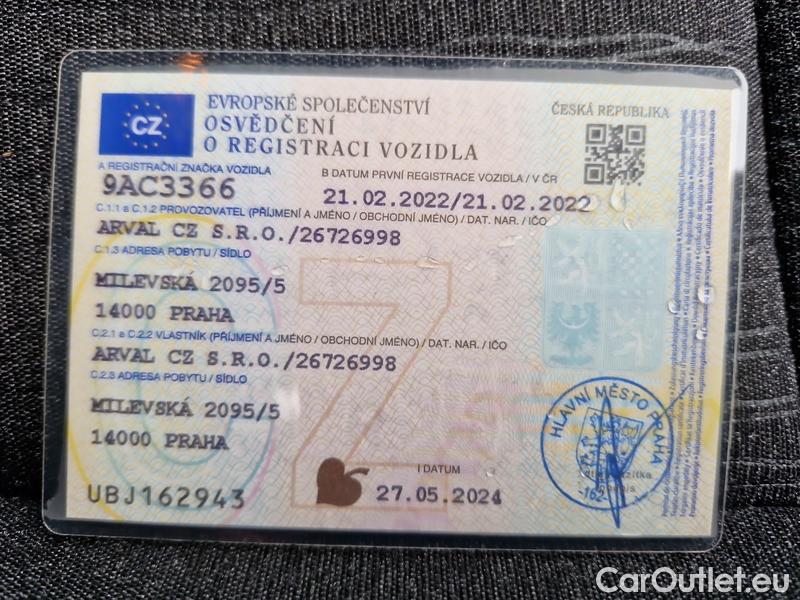 CZ
EVROPSKÉ SPOLEČENSTVÍ
OSVĚDČENÍ
O REGISTRACI VOZIDLA
ČESKÁ REPUBLIKA
A REGISTRAČNÍ ZNAČKA VOZIDLA
B DATUM PRVNÍ REGISTRACE VOZIDLA / V ČR
9AC3366
21.02.2022/21.02.2022
C.1.1 a C.1.2 PROVOZOVATEL (PŘÍJMENÍ A JMÉNO / OBCHODNÍ JMÉNO) / DAT. NAR. / IČO
ARVAL CZ S.R.O./26726998
C.1.3 ADRESA POBYTU / SÍDLO
MILEVSKÁ 2095/5
14000 PRAHA
C.2.1 a C.2.2 VLASTNÍK (PŘÍJMENÍ A JMÉNO / OBCHODNÍ JMÉNO) / DAT. NAR. / IČO
ARVAL CZ S.R.O./26726998
C.2.3 ADRESA POBYTU / SÍDLO
MILEVSKÁ 2095/5
14000 PRAHA
HLAVNÍ MĚSTO PRAHA
-162-
I DATUM
27.05.2024
UBJ162943
CarOutlet.eu